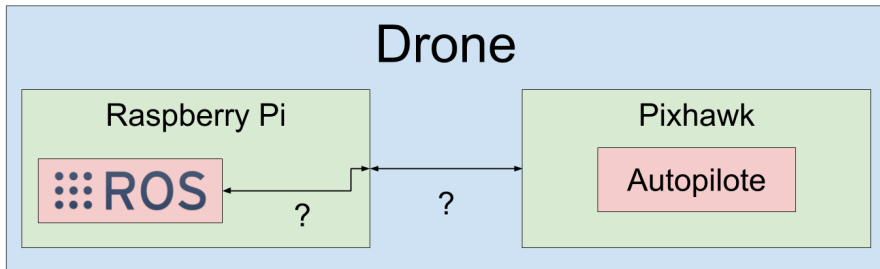 Drone
Raspberry Pi
Pixhawk
ROS
Autopilote
?
?